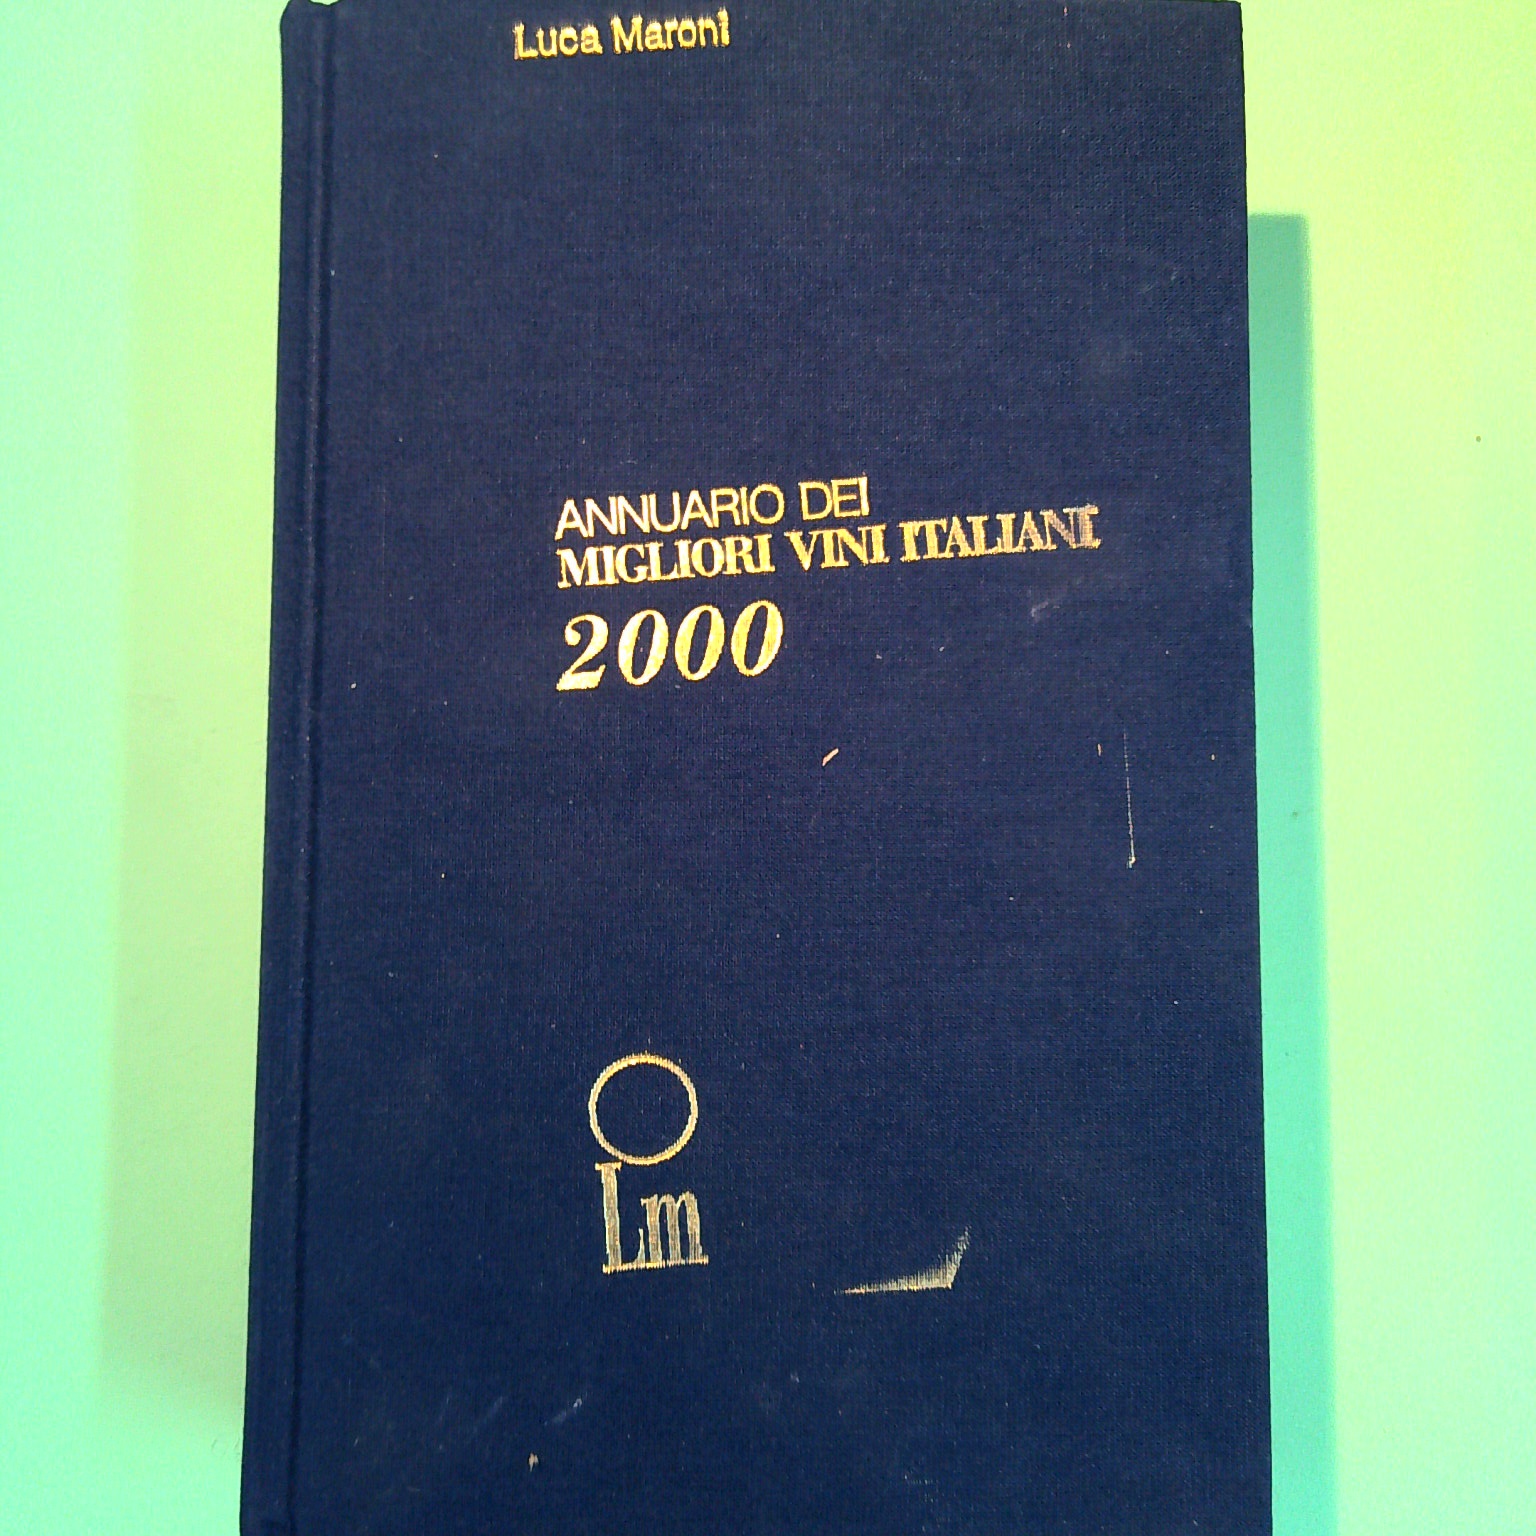 Luca Maroni
ANNUARIO DEI
MIGLIORI VINI ITALIANI
2000
Lm